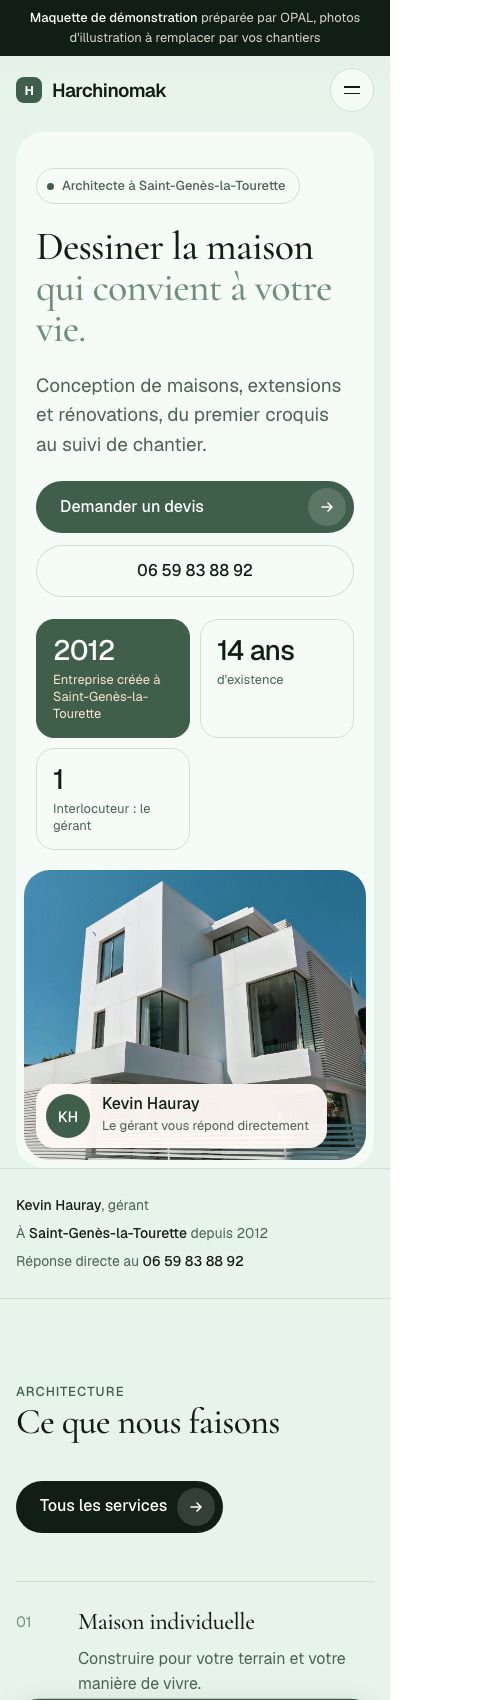 Maquette de démonstration préparée par OPAL, photos
d'illustration à remplacer par vos chantiers
H Harchinomak
Architecte à Saint-Genès-la-Tourette
Dessiner la maison
qui convient à votre
vie.
Conception de maisons, extensions
et rénovations, du premier croquis
au suivi de chantier.
Demander un devis
06 59 83 88 92
2012
Entreprise créée à
Saint-Genès-la-
Tourette
14 ans
d'existence
1
Interlocuteur : le
gérant
KH
Kevin Hauray
Le gérant vous répond directement
Kevin Hauray, gérant
À Saint-Genès-la-Tourette depuis 2012
Réponse directe au 06 59 83 88 92
ARCHITECTURE
Ce que nous faisons
Tous les services
01
Maison individuelle
Construire pour votre terrain et votre
manière de vivre.